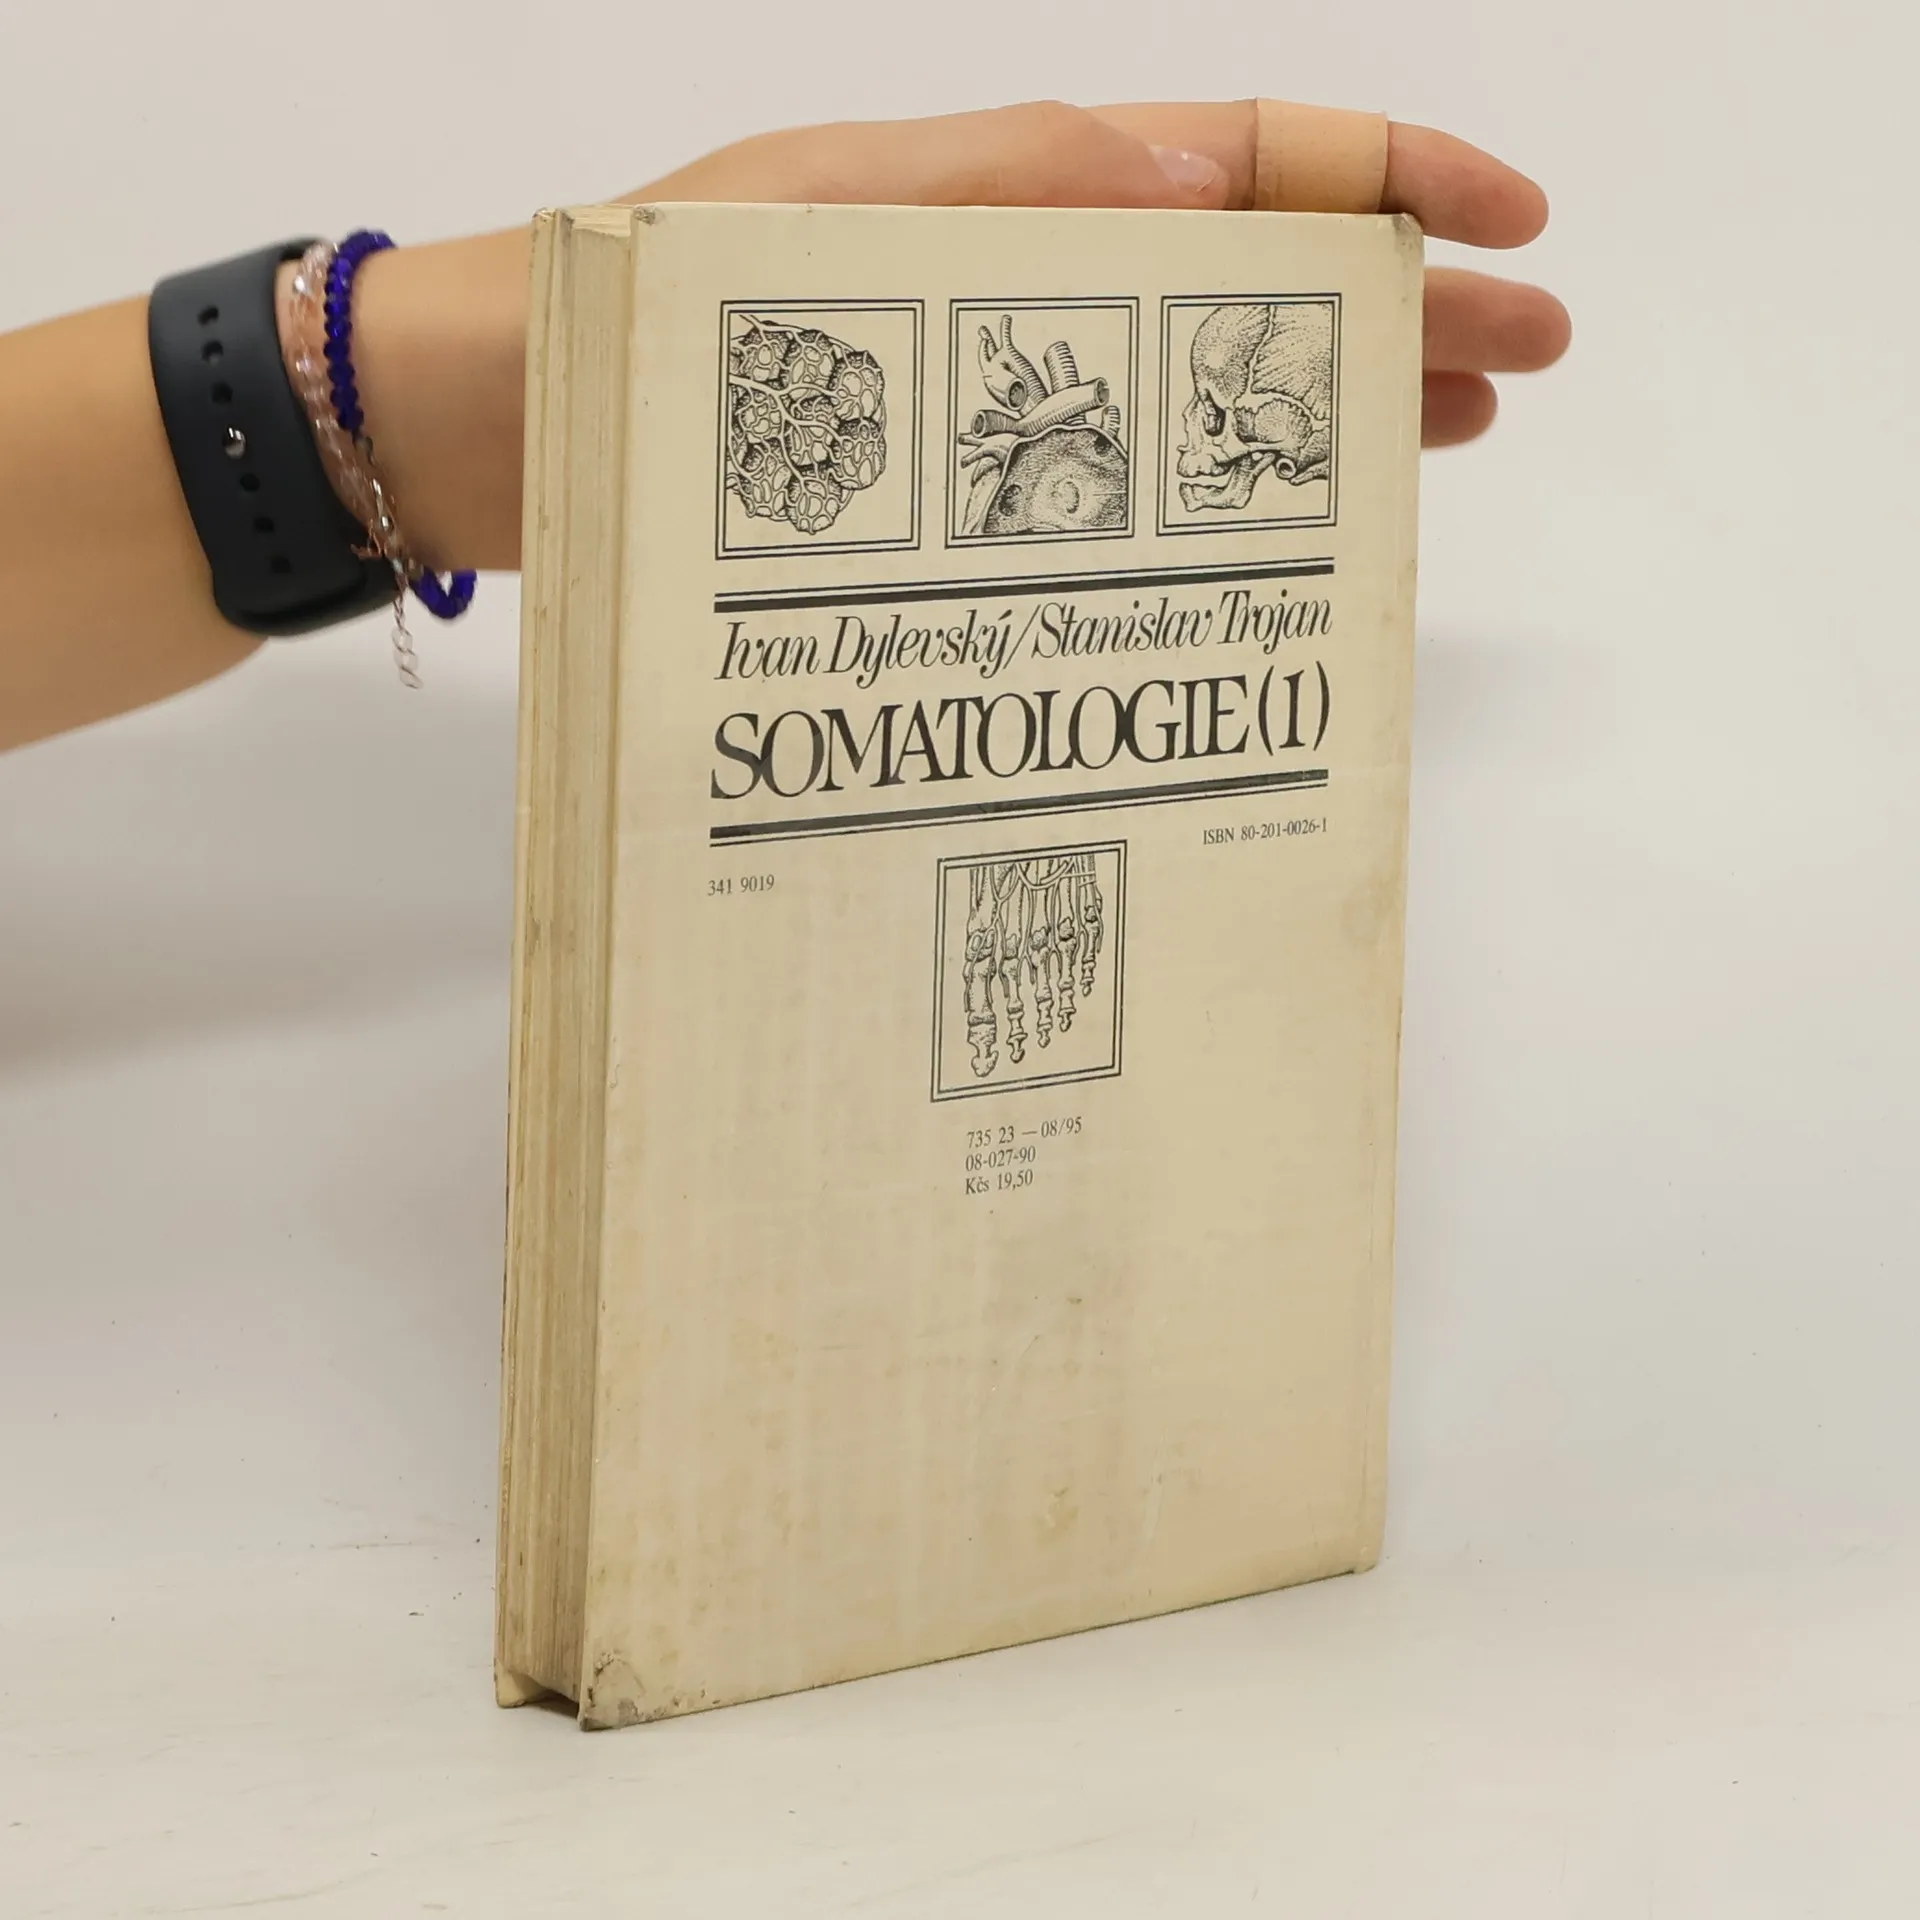 Ivan Dylevský/Stanislav Trojan
SOMATOLOGIE (1)
ISBN 80-201-0026-1
341 9019
735 23 — 08/95
08-027-90
Kčs 19,50